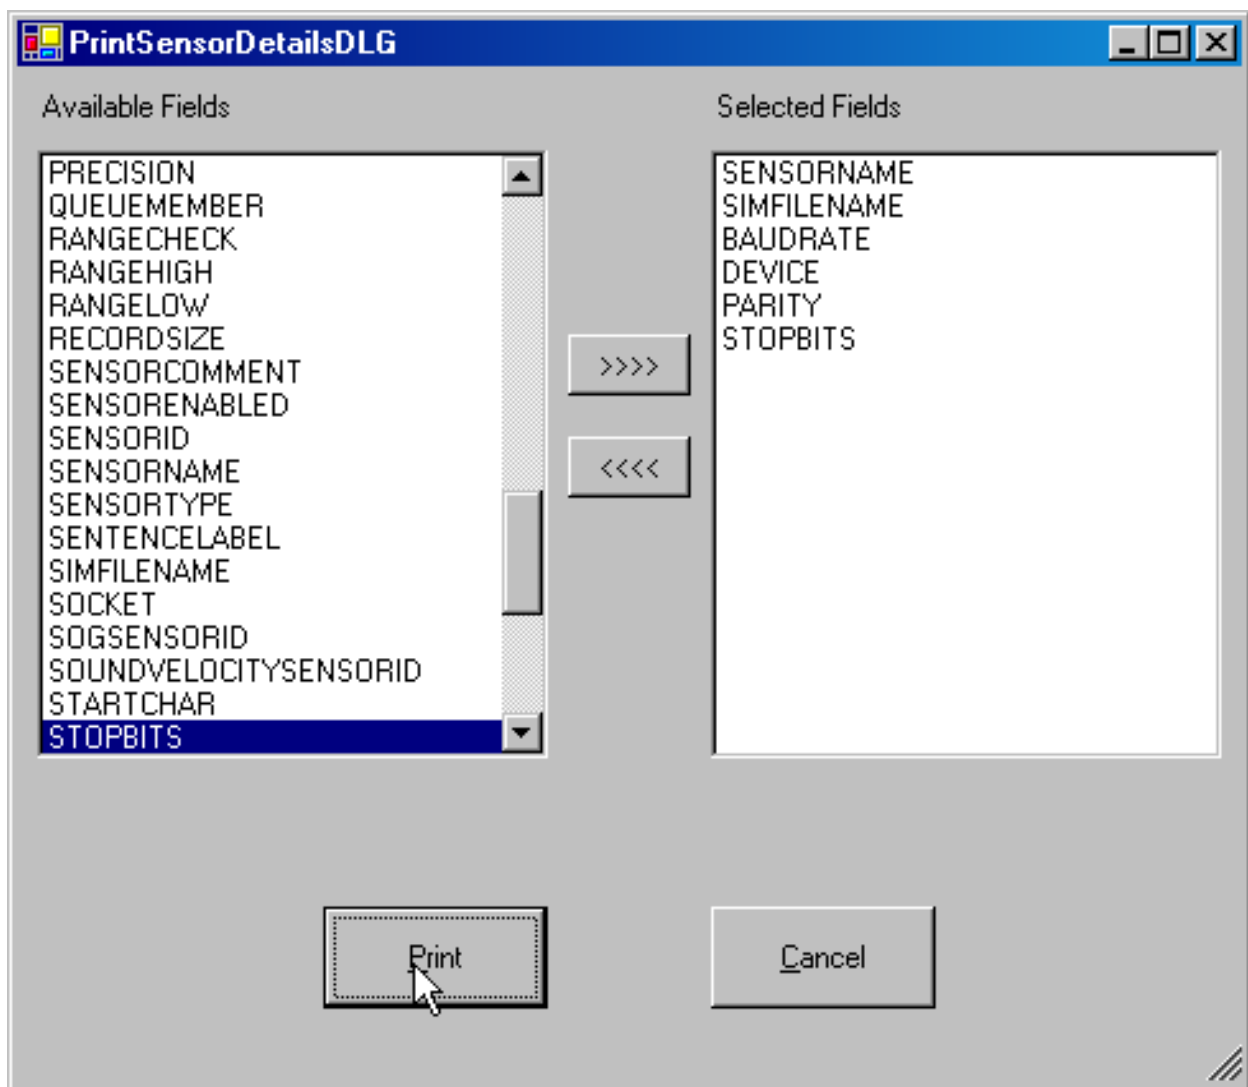 PrintSensorDetailsDLG
Available Fields
PRECISION
QUEUEMEMBER
RANGECHECK
RANGEHIGH
RANGELOW
RECORDSIZE
SENSORCOMMENT
SENSORENABLED
SENSORID
SENSORNAME
SENSORTYPE
SENTENCELABEL
SIMFILENAME
SOCKET
SOGSENSORID
SOUNDVELOCITYSENSORID
STARTCHAR
STOPBITS
>>>>
<<<<
Selected Fields
SENSORNAME
SIMFILENAME
BAUDRATE
DEVICE
PARITY
STOPBITS
Print
Cancel